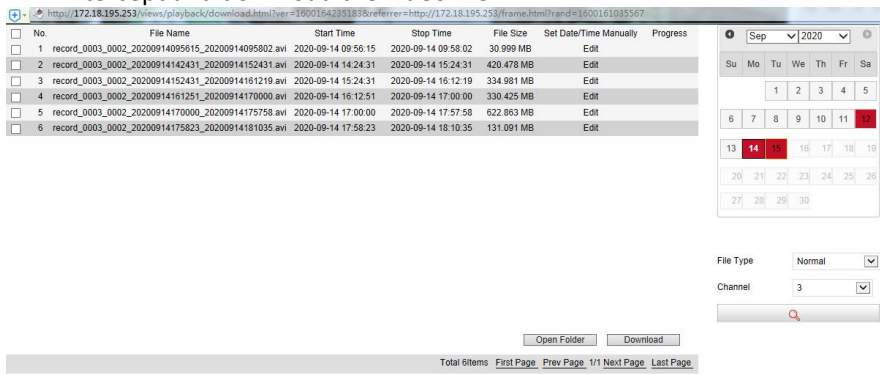 http://172.18.195.253/views/playback/download.html?ver=1600164235183&referrer=http://172.18.195.253/frame.html?rand=1600161035567
No. File Name Start Time Stop Time File Size Set Date/Time Manually Progress
1 record_0003_0002_20200914095615_20200914095802.avi 2020-09-14 09:56:15 2020-09-14 09:58:02 30.999 MB Edit
2 record_0003_0002_20200914142431_20200914152431.avi 2020-09-14 14:24:31 2020-09-14 15:24:31 420.478 MB Edit
3 record_0003_0002_20200914152431_20200914161219.avi 2020-09-14 15:24:31 2020-09-14 16:12:19 334.981 MB Edit
4 record_0003_0002_20200914161251_20200914170000.avi 2020-09-14 16:12:51 2020-09-14 17:00:00 330.425 MB Edit
5 record_0003_0002_20200914170000_20200914175758.avi 2020-09-14 17:00:00 2020-09-14 17:57:58 622.863 MB Edit
6 record_0003_0002_20200914175823_20200914181035.avi 2020-09-14 17:58:23 2020-09-14 18:10:35 131.091 MB Edit
Sep 2020
Su Mo Tu We Th Fr Sa
1 2 3 4 5
6 7 8 9 10 11 12
13 14 15 16 17 18 19
20 21 22 23 24 25 26
27 28 29 30
File Type Normal
Channel 3
Open Folder Download
Total 6Items First Page Prev Page 1/1 Next Page Last Page